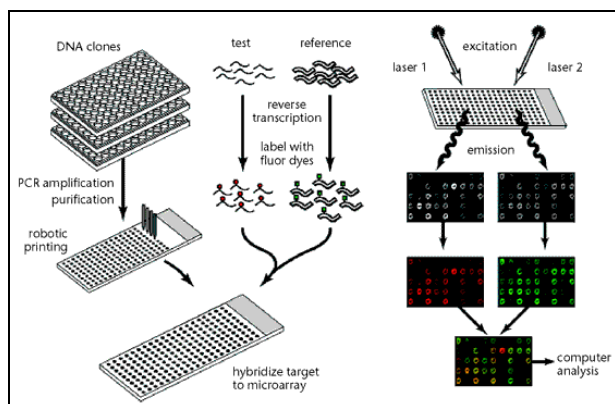 DNA clones
PCR amplification
purification
robotic
printing
test
reference
reverse
transcription
label with
fluor dyes
hybridize target
to microarray
excitation
laser 1
laser 2
emission
computer
analysis